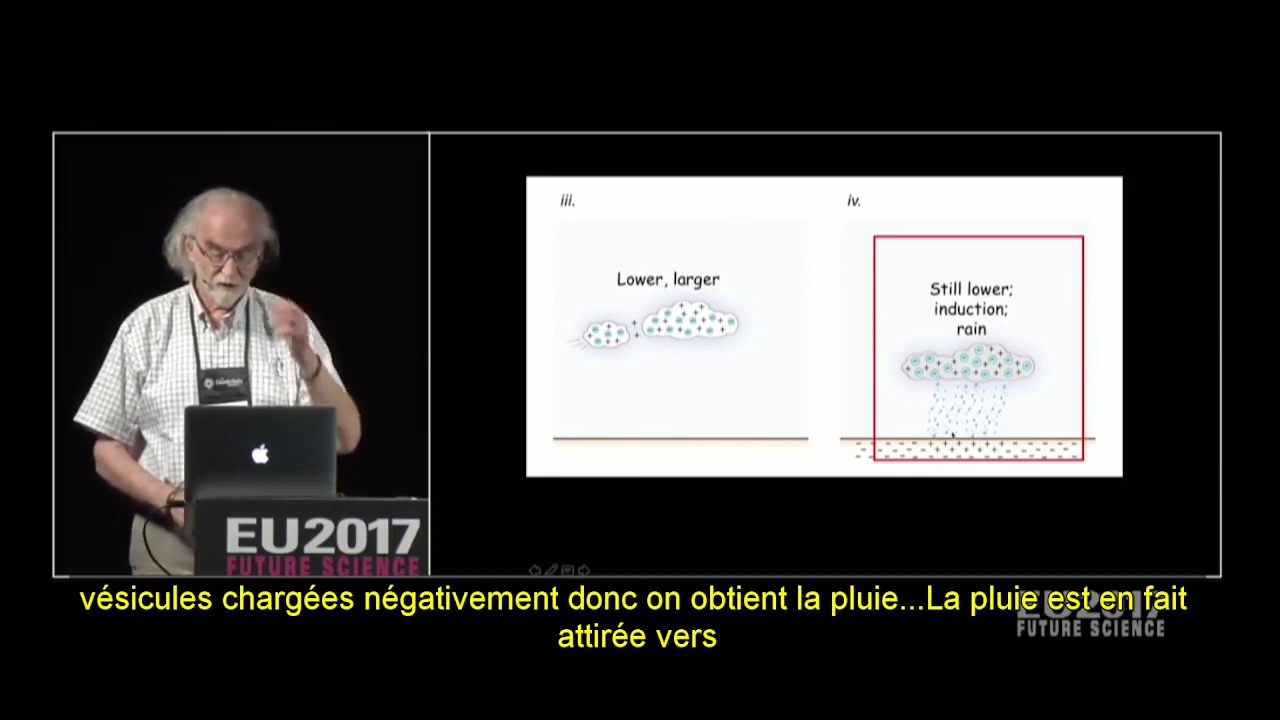 iii.
iv.
Lower, larger
Still lower;
induction;
rain
EU2017
FUTURE SCIENCE
vésicules chargées négativement donc on obtient la pluie...La pluie est en fait
attirée vers
EU2017
FUTURE SCIENCE